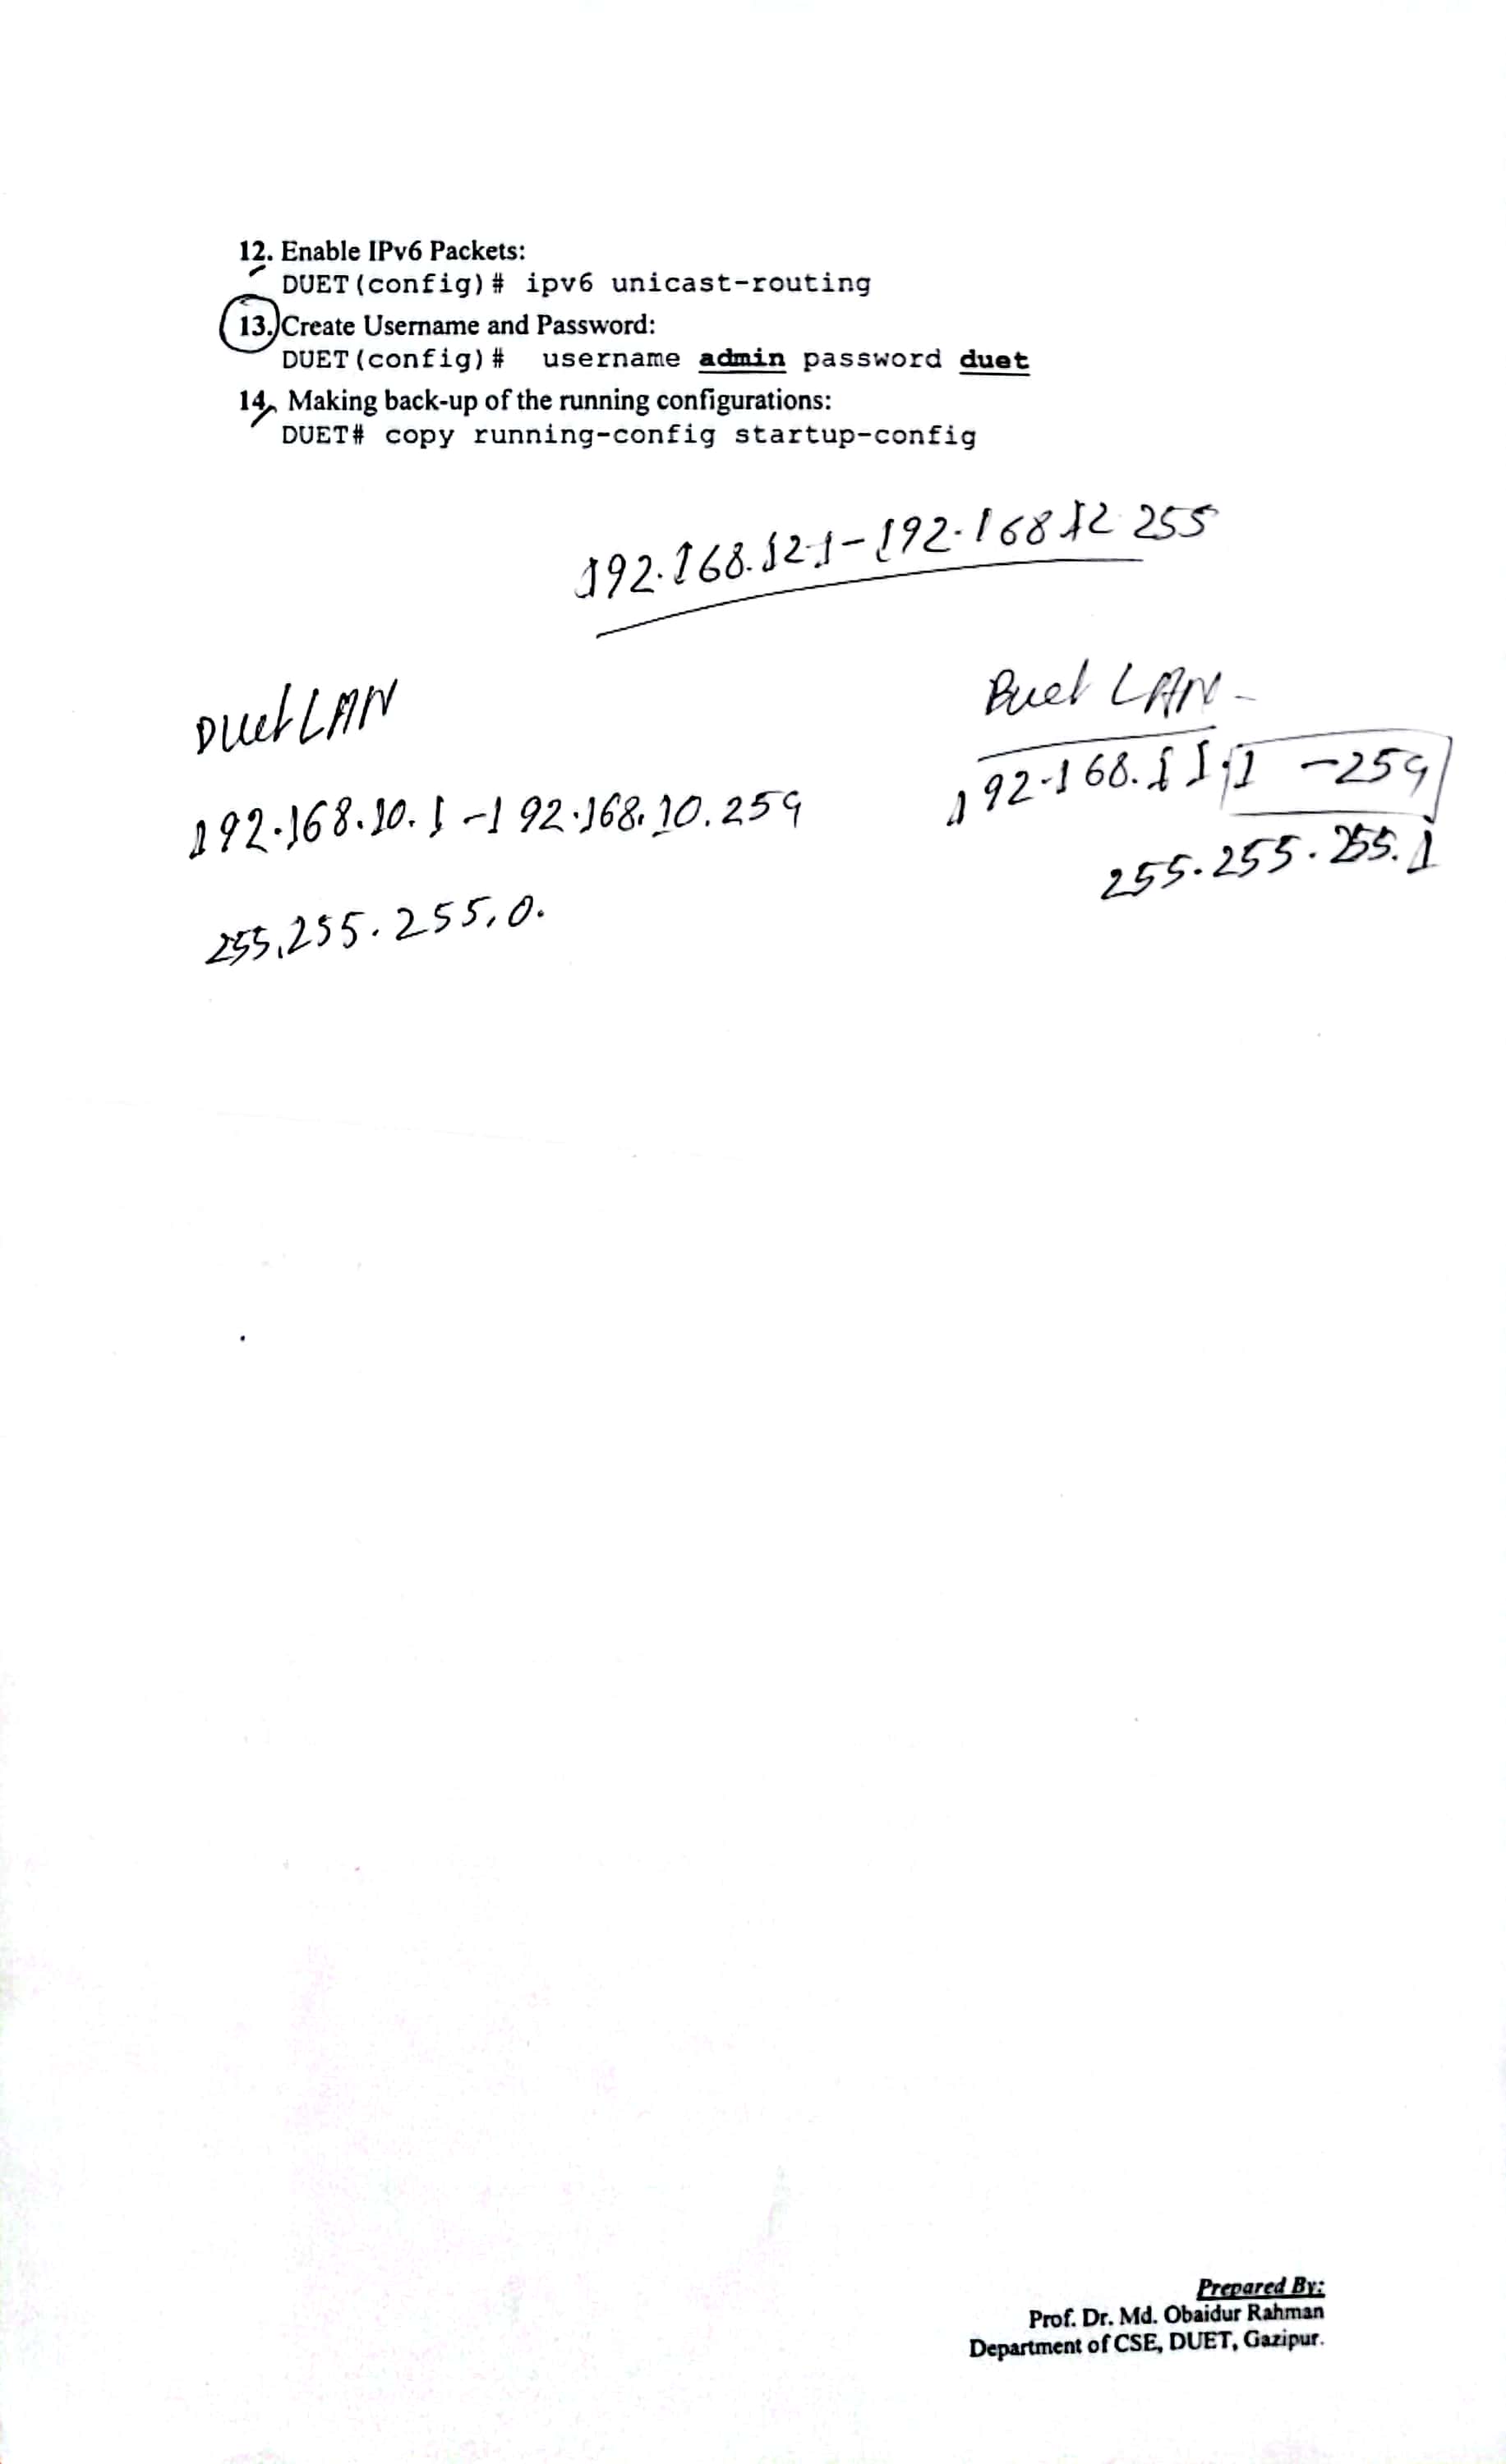 12. Enable IPv6 Packets:
DUET(config)# ipv6 unicast-routing
13. Create Username and Password:
DUET(config)# username admin password duet
14. Making back-up of the running configurations:
DUET# copy running-config startup-config
192.168.12.1-192.168 12 255
Duet LAN
192.168.10.1-192.168.10.254
255.255.255.0.
Buet LAN-
192.168.11.1 -254
255.255.255.1
Prepared By:
Prof. Dr. Md. Obaidur Rahman
Department of CSE, DUET, Gazipur.